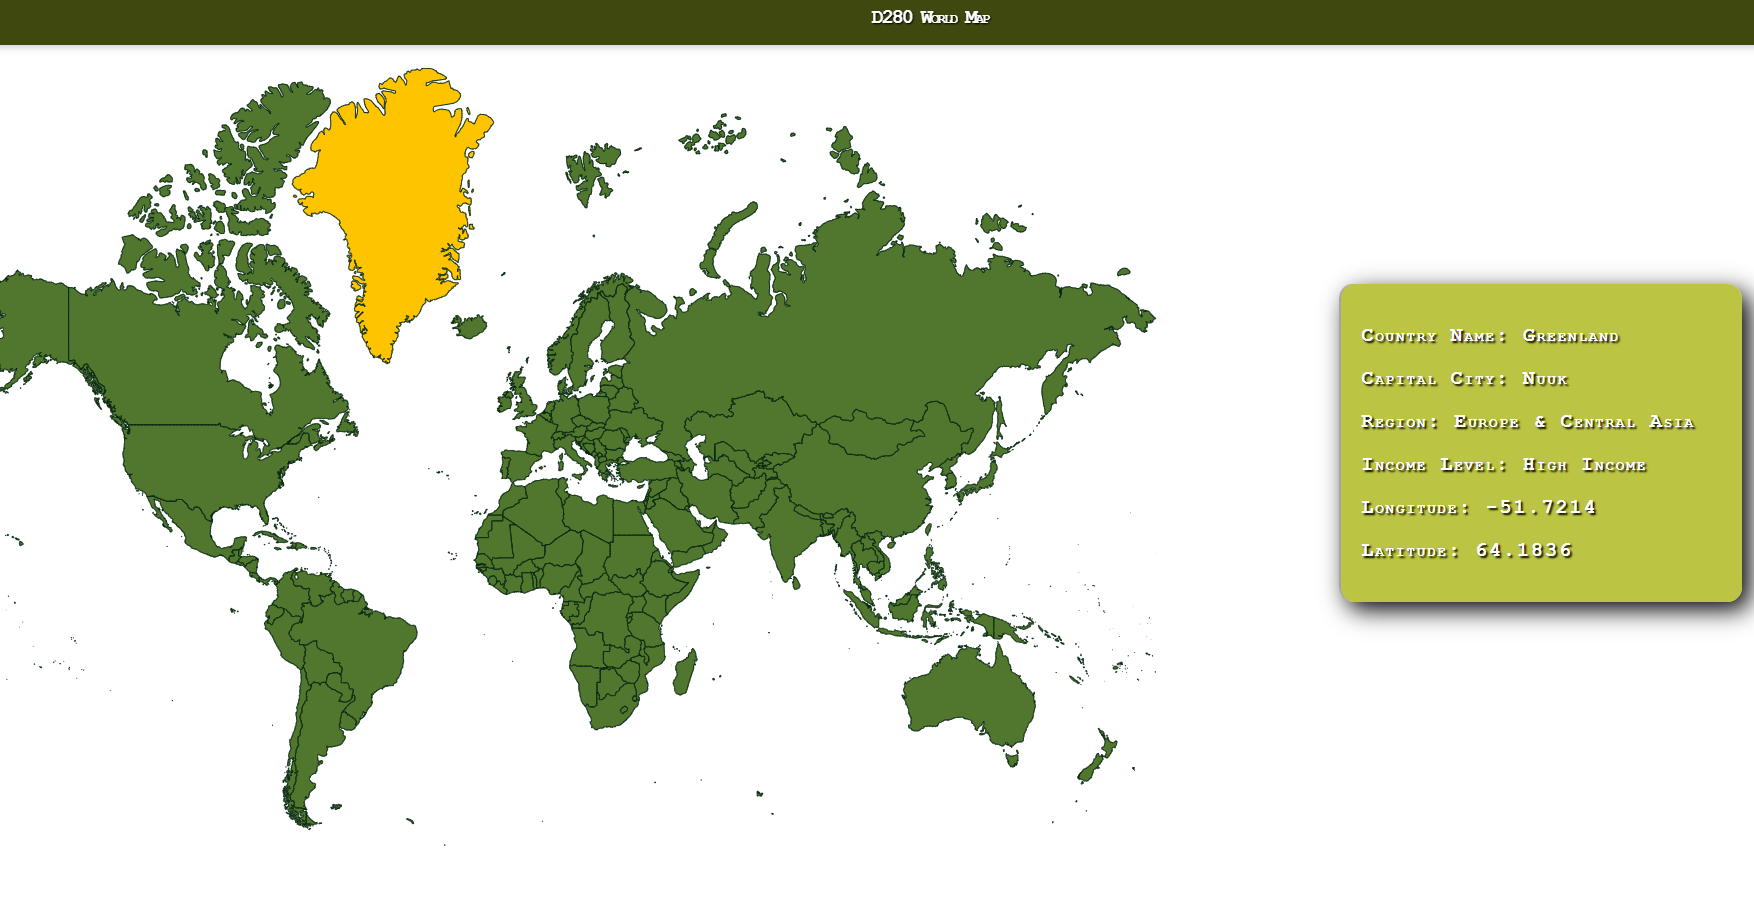 D280 World Map
Country Name: Greenland
Capital City: Nuuk
Region: Europe & Central Asia
Income Level: High Income
Longitude: -51.7214
Latitude: 64.1836